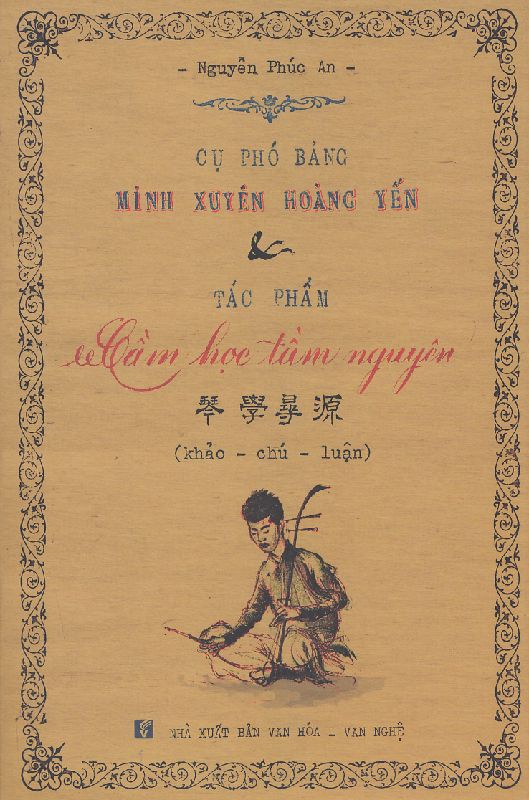 - Nguyễn Phúc An -
CỤ PHÓ BẢNG
MINH XUYÊN HOÀNG YẾN
&
TÁC PHẨM
Cầm học tầm nguyên
琴學尋源
(khảo - chú - luận)
NHÀ XUẤT BẢN VĂN HÓA - VĂN NGHỆ